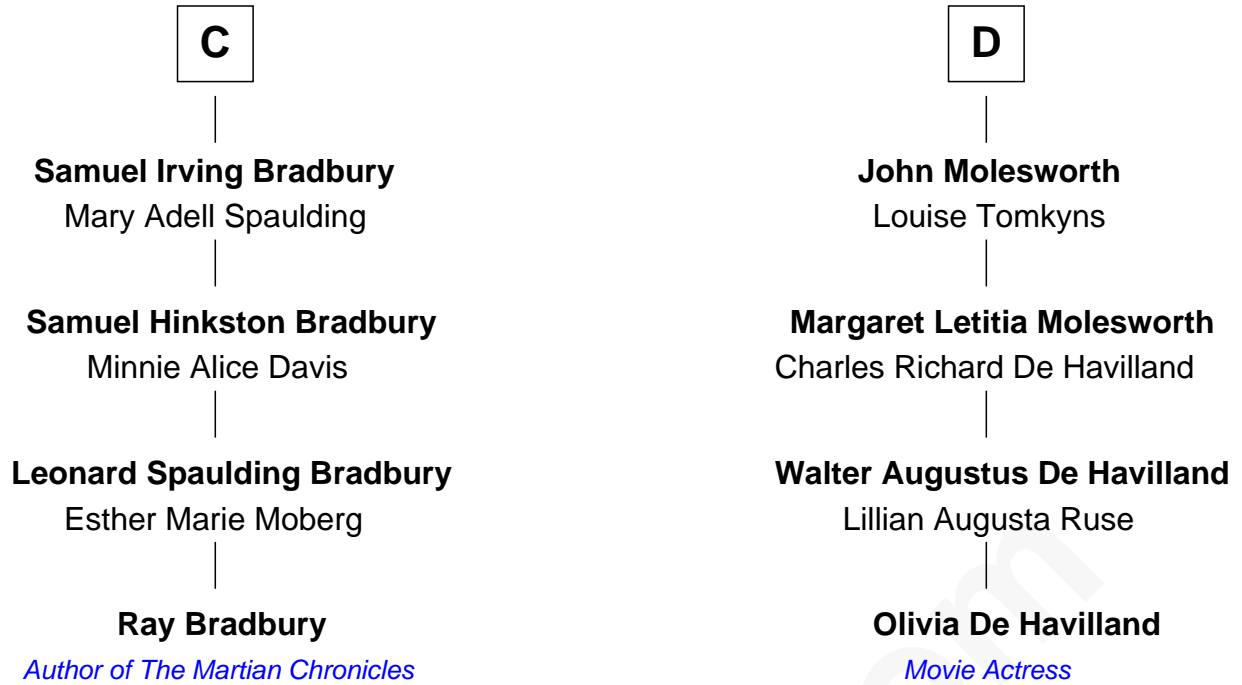 C
D
Samuel Irving Bradbury
John Molesworth
Mary Adell Spaulding
Louise Tomkyns
Samuel Hinkston Bradbury
Margaret Letitia Molesworth
Minnie Alice Davis
Charles Richard De Havilland
Leonard Spaulding Bradbury
Walter Augustus De Havilland
Esther Marie Moberg
Lillian Augusta Ruse
Ray Bradbury
Olivia De Havilland
Author of The Martian Chronicles
Movie Actress